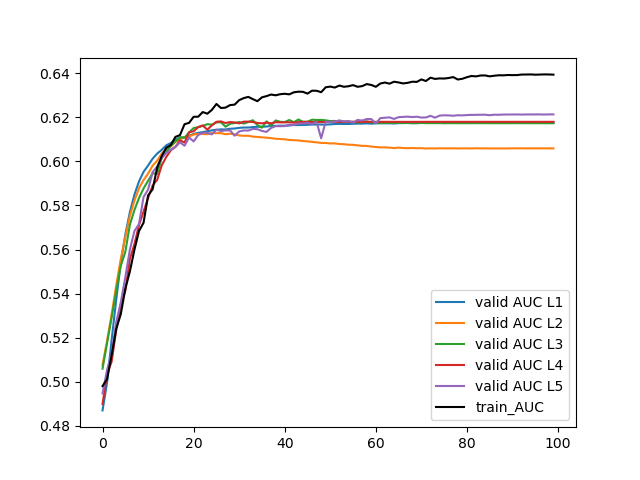 0.64
0.62
0.60
0.58
0.56
0.54
0.52
0.50
0.48
0
20
40
60
80
100
valid AUC L1
valid AUC L2
valid AUC L3
valid AUC L4
valid AUC L5
train_AUC